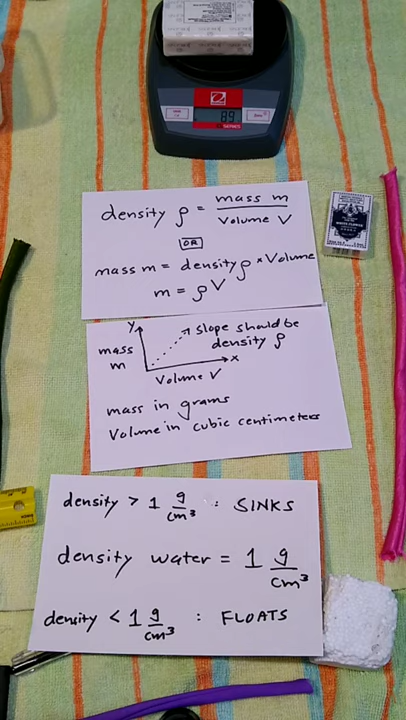 89
density ρ = mass m / Volume V
OR
mass m = density ρ × Volume
m = ρV
y
slope should be
density ρ
mass
m
x
Volume V
mass in grams
Volume in cubic centimeters
density > 1 g/cm³ : SINKS
density water = 1 g/cm³
density < 1 g/cm³ : FLOATS